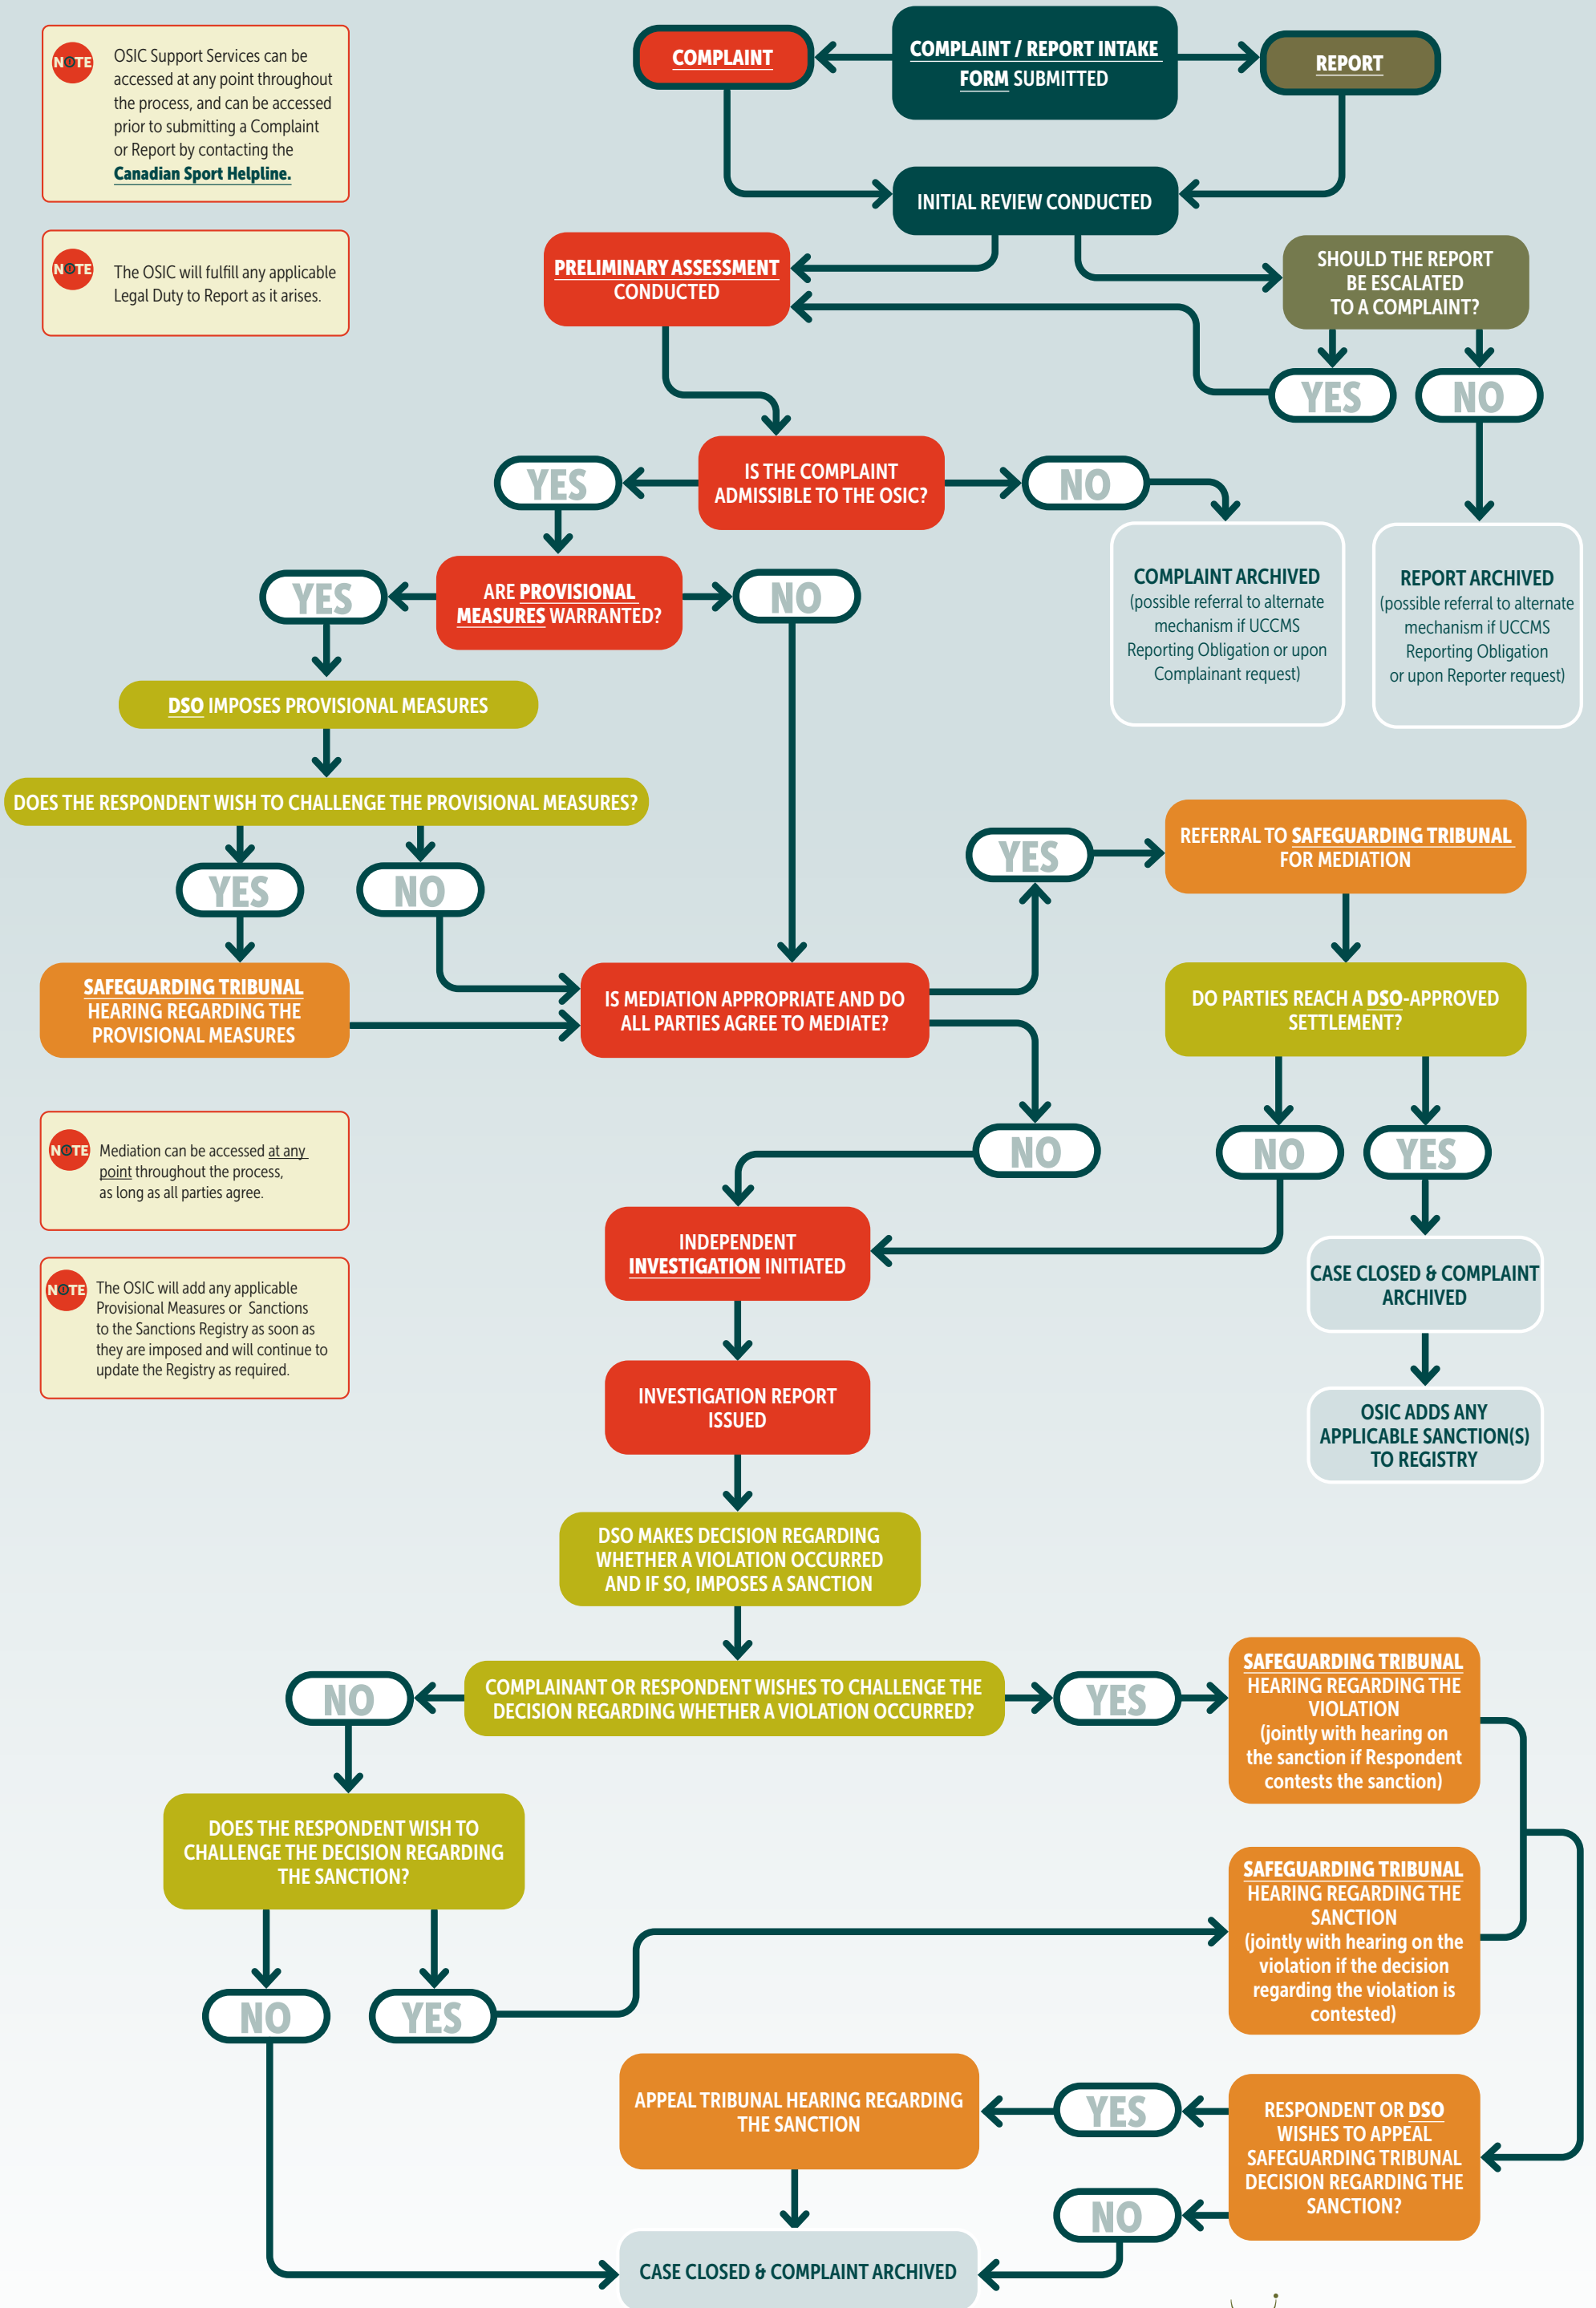 NOTE
OSIC Support Services can be
accessed at any point throughout
the process, and can be accessed
prior to submitting a Complaint
or Report by contacting the
Canadian Sport Helpline.
COMPLAINT
COMPLAINT / REPORT INTAKE
FORM SUBMITTED
REPORT
INITIAL REVIEW CONDUCTED
NOTE
The OSIC will fulfill any applicable
Legal Duty to Report as it arises.
PRELIMINARY ASSESSMENT
CONDUCTED
SHOULD THE REPORT
BE ESCALATED
TO A COMPLAINT?
YES
NO
IS THE COMPLAINT
ADMISSIBLE TO THE OSIC?
YES
NO
COMPLAINT ARCHIVED
(possible referral to alternate
mechanism if UCCMS
Reporting Obligation or upon
Complainant request)
REPORT ARCHIVED
(possible referral to alternate
mechanism if UCCMS
Reporting Obligation
or upon Reporter request)
ARE PROVISIONAL
MEASURES WARRANTED?
YES
NO
DSO IMPOSES PROVISIONAL MEASURES
DOES THE RESPONDENT WISH TO CHALLENGE THE PROVISIONAL MEASURES?
YES
NO
SAFEGUARDING TRIBUNAL
HEARING REGARDING THE
PROVISIONAL MEASURES
IS MEDIATION APPROPRIATE AND DO
ALL PARTIES AGREE TO MEDIATE?
YES
REFERRAL TO SAFEGUARDING TRIBUNAL
FOR MEDIATION
DO PARTIES REACH A DSO-APPROVED
SETTLEMENT?
NO
NO
YES
NOTE
Mediation can be accessed at any
point throughout the process,
as long as all parties agree.
NOTE
The OSIC will add any applicable
Provisional Measures or Sanctions
to the Sanctions Registry as soon as
they are imposed and will continue to
update the Registry as required.
INDEPENDENT
INVESTIGATION INITIATED
CASE CLOSED & COMPLAINT
ARCHIVED
OSIC ADDS ANY
APPLICABLE SANCTION(S)
TO REGISTRY
INVESTIGATION REPORT
ISSUED
DSO MAKES DECISION REGARDING
WHETHER A VIOLATION OCCURRED
AND IF SO, IMPOSES A SANCTION
COMPLAINANT OR RESPONDENT WISHES TO CHALLENGE THE
DECISION REGARDING WHETHER A VIOLATION OCCURRED?
NO
YES
SAFEGUARDING TRIBUNAL
HEARING REGARDING THE
VIOLATION
(jointly with hearing on
the sanction if Respondent
contests the sanction)
DOES THE RESPONDENT WISH TO
CHALLENGE THE DECISION REGARDING
THE SANCTION?
NO
YES
SAFEGUARDING TRIBUNAL
HEARING REGARDING THE
SANCTION
(jointly with hearing on the
violation if the decision
regarding the violation is
contested)
APPEAL TRIBUNAL HEARING REGARDING
THE SANCTION
YES
NO
RESPONDENT OR DSO
WISHES TO APPEAL
SAFEGUARDING TRIBUNAL
DECISION REGARDING THE
SANCTION?
CASE CLOSED & COMPLAINT ARCHIVED